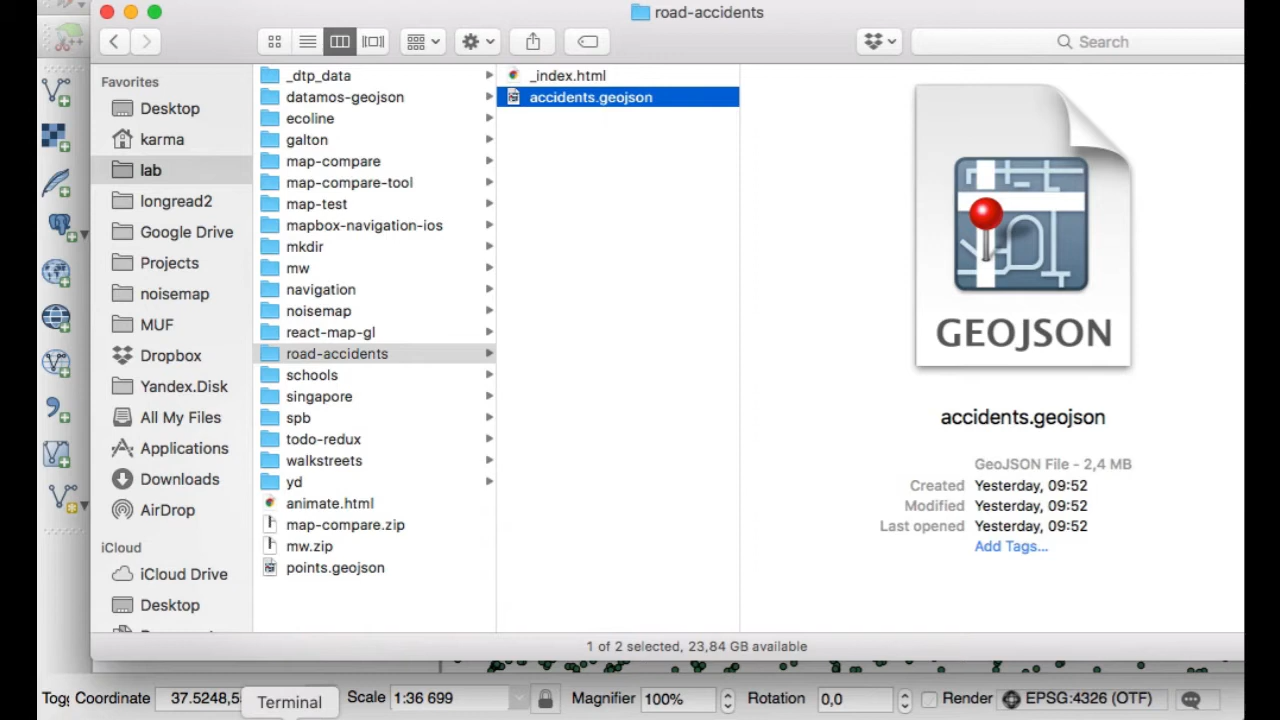 road-accidents
Search
Favorites
Desktop
karma
lab
longread2
Google Drive
Projects
noisemap
MUF
Dropbox
Yandex.Disk
All My Files
Applications
Downloads
AirDrop
iCloud
iCloud Drive
Desktop
_dtp_data
datamos-geojson
ecoline
galton
map-compare
map-compare-tool
map-test
mapbox-navigation-ios
mkdir
mw
navigation
noisemap
react-map-gl
road-accidents
schools
singapore
spb
todo-redux
walkstreets
yd
animate.html
map-compare.zip
mw.zip
points.geojson
_index.html
accidents.geojson
GEOJSON
accidents.geojson
GeoJSON File - 2,4 MB
Created Yesterday, 09:52
Modified Yesterday, 09:52
Last opened Yesterday, 09:52
Add Tags...
1 of 2 selected, 23,84 GB available
Togg Coordinate 37.5248,5 Scale 1:36 699 Magnifier 100% Rotation 0,0 Render EPSG:4326 (OTF)
Terminal